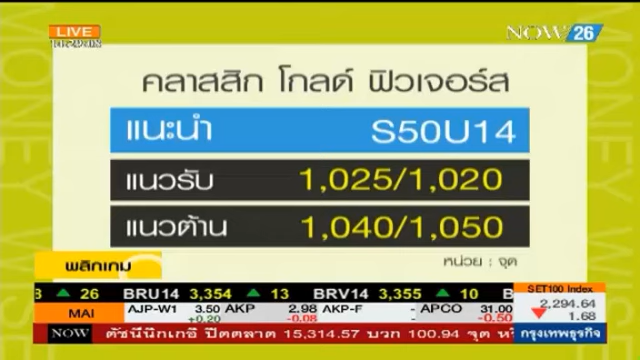 LIVE
NOW 26
คลาสสิก โกลด์ ฟิวเจอร์ส
แนะนำ S50U14
แนวรับ 1,025/1,020
แนวต้าน 1,040/1,050
หน่วย : จุด
พลิกเกม
26 BRU14 3,354 13 BRV14 3,355 10
SET100 Index
2,294.64
1.68
MAI
AJP-W1 3.50 AKP 2.98 AKP-F - APCO 31.00
+0.20 -0.08 - -0.50
NOW ดัชนีนิกเกอิ ปิดตลาด 15,314.57 บวก 100.94 จุด
กรุงเทพธุรกิจ
MONEY WISE